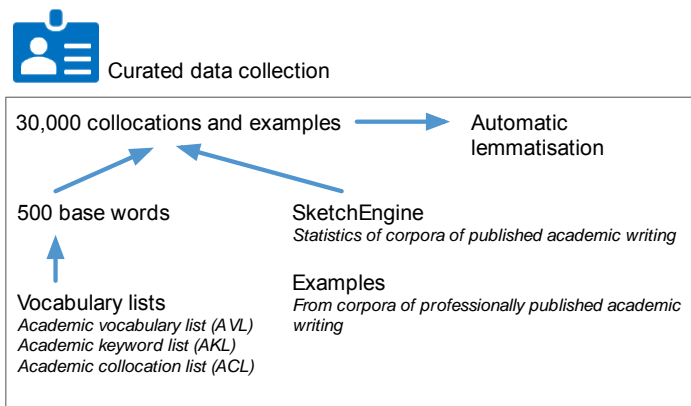 Curated data collection
30,000 collocations and examples
Automatic
lemmatisation
500 base words
SketchEngine
Statistics of corpora of published academic writing
Examples
From corpora of professionally published academic
writing
Vocabulary lists
Academic vocabulary list (AVL)
Academic keyword list (AKL)
Academic collocation list (ACL)